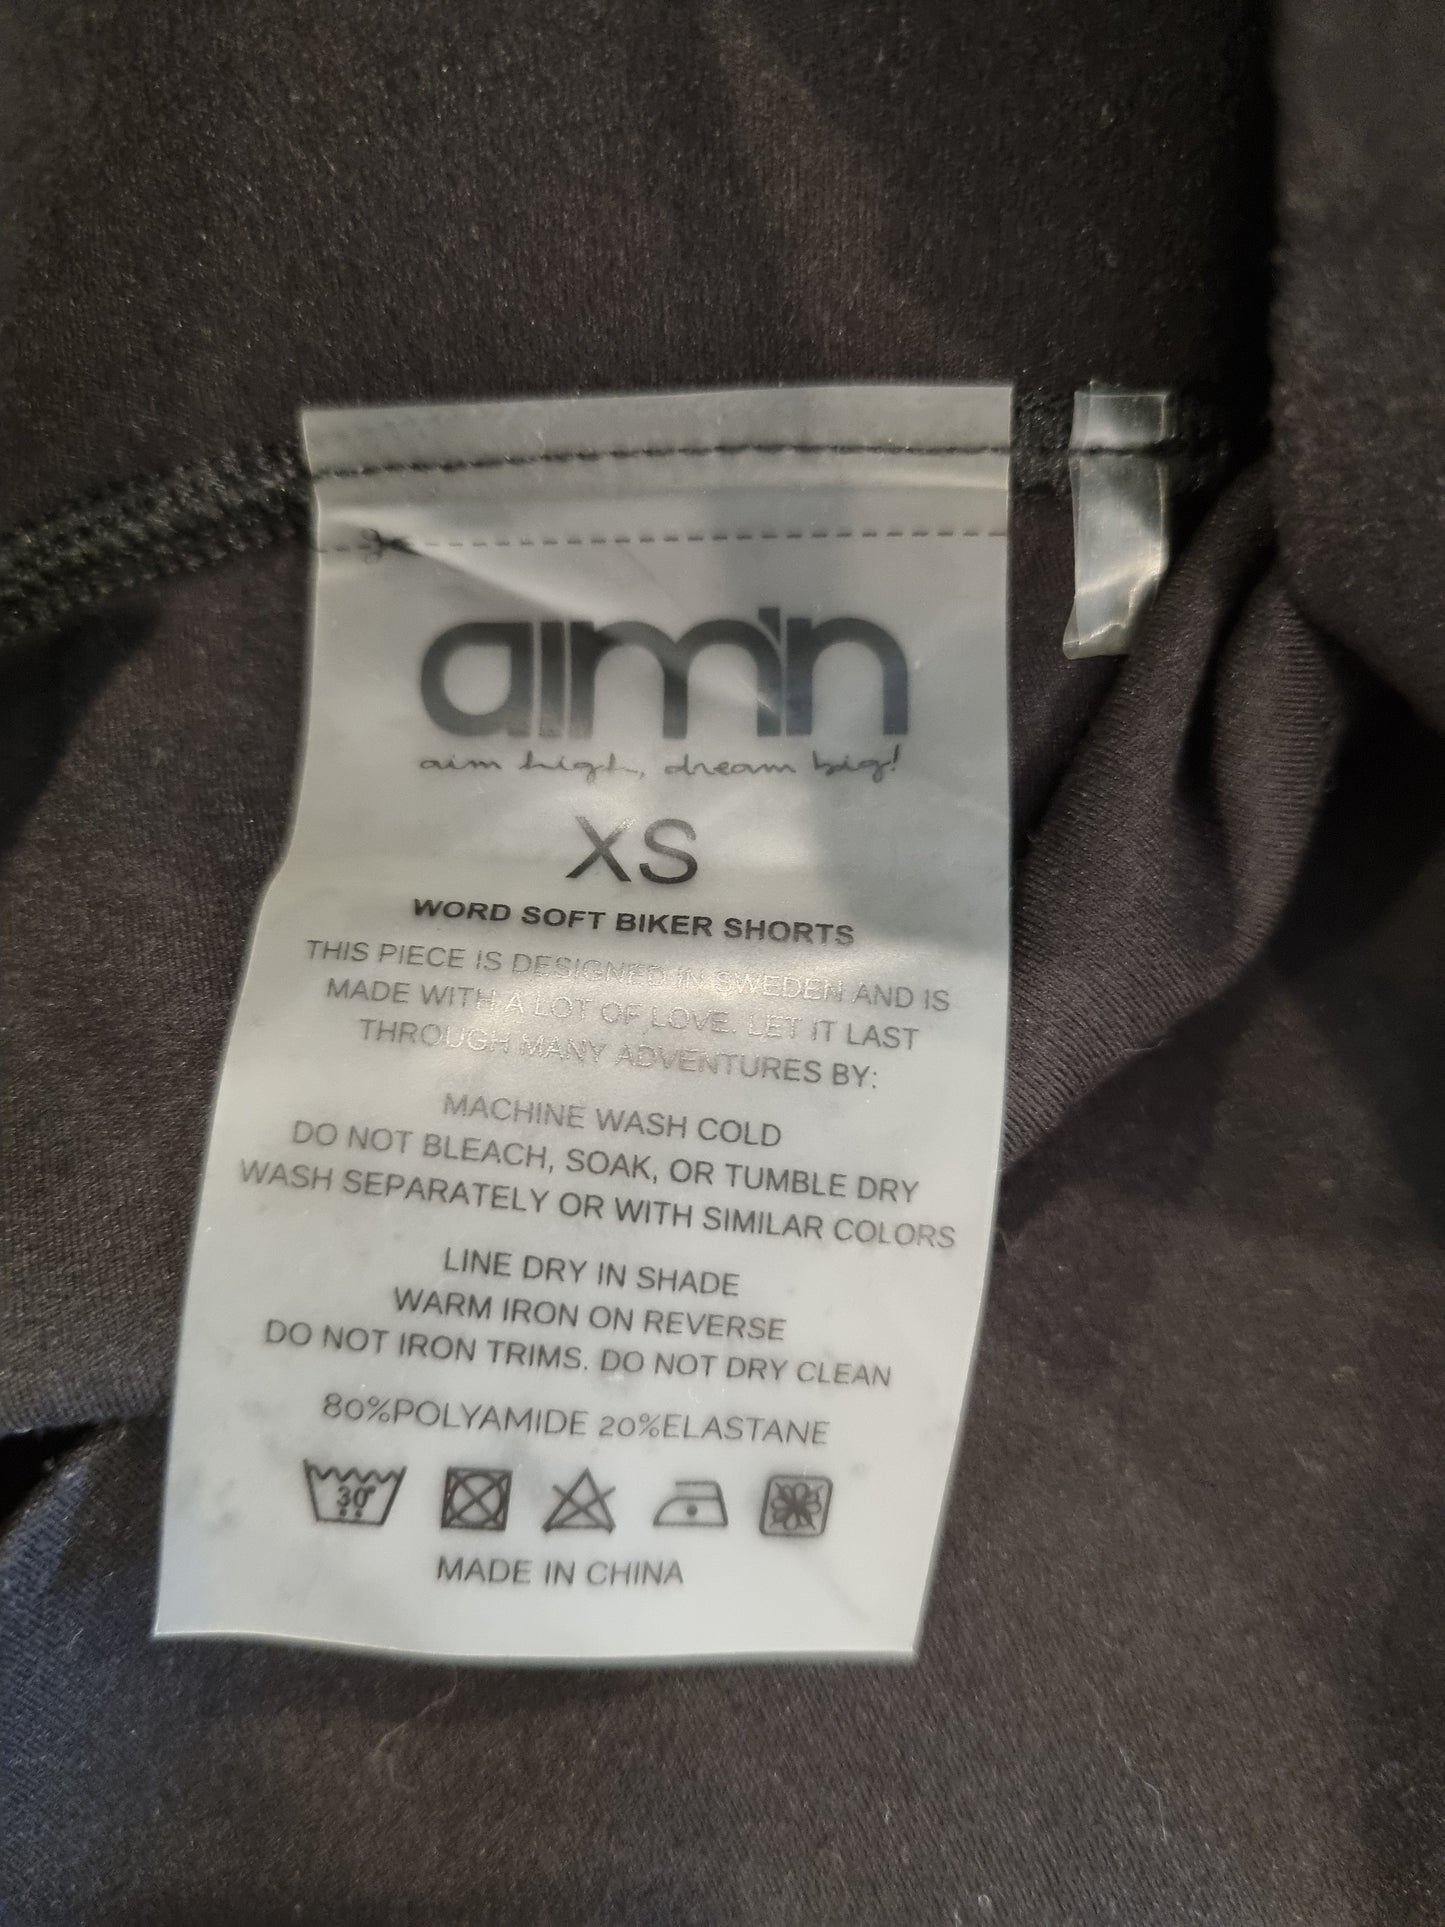 aim'n
aim high, dream big!
XS
WORD SOFT BIKER SHORTS
THIS PIECE IS DESIGNED IN SWEDEN AND IS
MADE WITH A LOT OF LOVE. LET IT LAST
THROUGH MANY ADVENTURES BY:
MACHINE WASH COLD
DO NOT BLEACH, SOAK, OR TUMBLE DRY
WASH SEPARATELY OR WITH SIMILAR COLORS
LINE DRY IN SHADE
WARM IRON ON REVERSE
DO NOT IRON TRIMS. DO NOT DRY CLEAN
80%POLYAMIDE 20%ELASTANE
30°
MADE IN CHINA